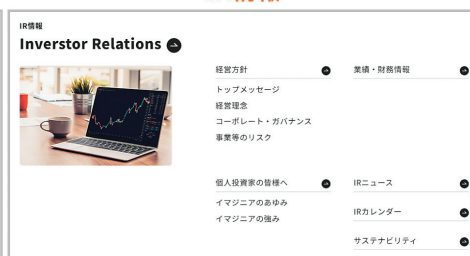 IR情報
Inverstor Relations
経営方針
業績・財務情報
トップメッセージ
経営理念
コーポレート・ガバナンス
事業等のリスク
個人投資家の皆様へ
IRニュース
イマジニアのあゆみ
IRカレンダー
イマジニアの強み
サステナビリティ